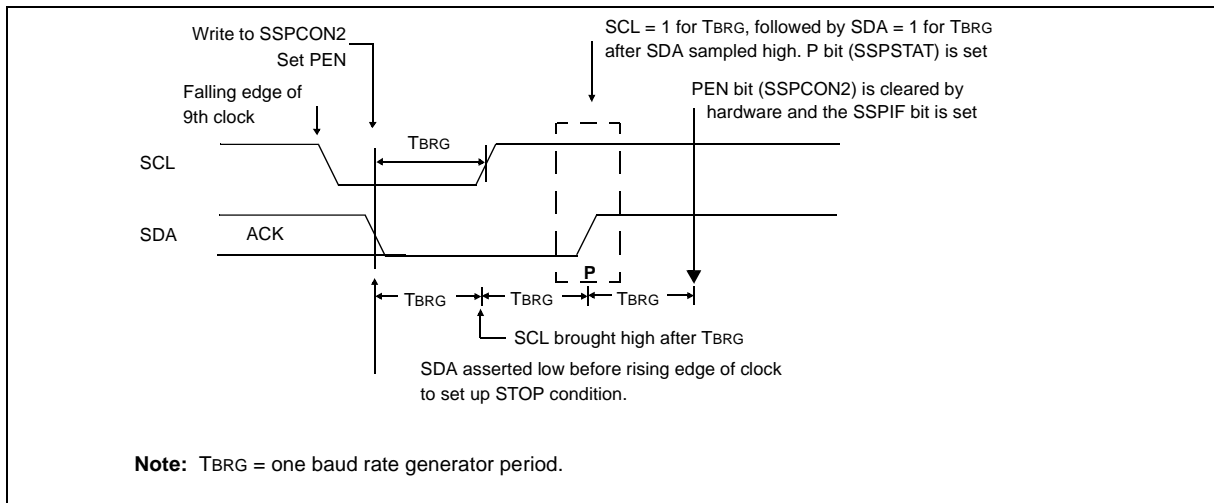 Write to SSPCON2
Set PEN
SCL = 1 for TBRG, followed by SDA = 1 for TBRG
after SDA sampled high. P bit (SSPSTAT) is set
Falling edge of
9th clock
PEN bit (SSPCON2) is cleared by
hardware and the SSPIF bit is set
TBRG
SCL
SDA
ACK
P
TBRG
TBRG
TBRG
SCL brought high after TBRG
SDA asserted low before rising edge of clock
to set up STOP condition.
Note: TBRG = one baud rate generator period.